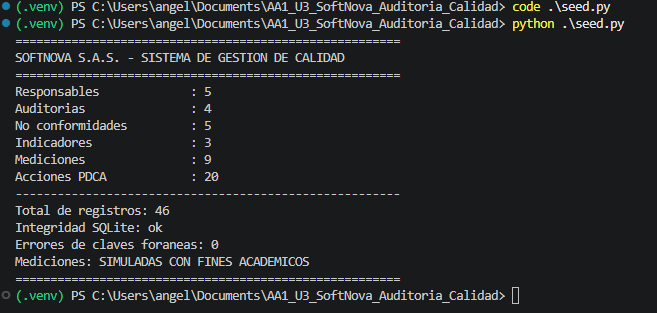 (.venv) PS C:\Users\angel\Documents\AA1_U3_SoftNova_Auditoria_Calidad> code .\seed.py
(.venv) PS C:\Users\angel\Documents\AA1_U3_SoftNova_Auditoria_Calidad> python .\seed.py
=======================================================
SOFTNOVA S.A.S. - SISTEMA DE GESTION DE CALIDAD
=======================================================
Responsables             : 5
Auditorias               : 4
No conformidades         : 5
Indicadores              : 3
Mediciones               : 9
Acciones PDCA            : 20
-------------------------------------------------------
Total de registros: 46
Integridad SQLite: ok
Errores de claves foraneas: 0
Mediciones: SIMULADAS CON FINES ACADEMICOS
=======================================================
(.venv) PS C:\Users\angel\Documents\AA1_U3_SoftNova_Auditoria_Calidad>